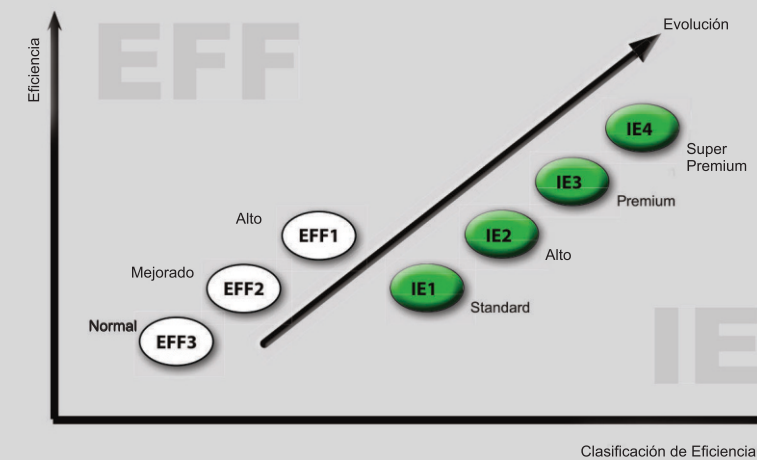 Evolución
EFF
Eficiencia
IE4
Super
Premium
IE3
Premium
Alto
EFF1
IE2
Alto
Mejorado
EFF2
IE1
Standard
Normal
EFF3
IE
Clasificación de Eficiencia